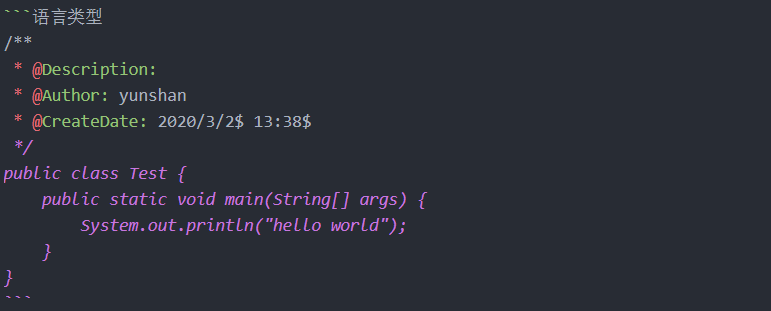 ```语言类型
/**
 * @Description:
 * @Author: yunshan
 * @CreateDate: 2020/3/2$ 13:38$
 */
public class Test {
    public static void main(String[] args) {
        System.out.println("hello world");
    }
}
```